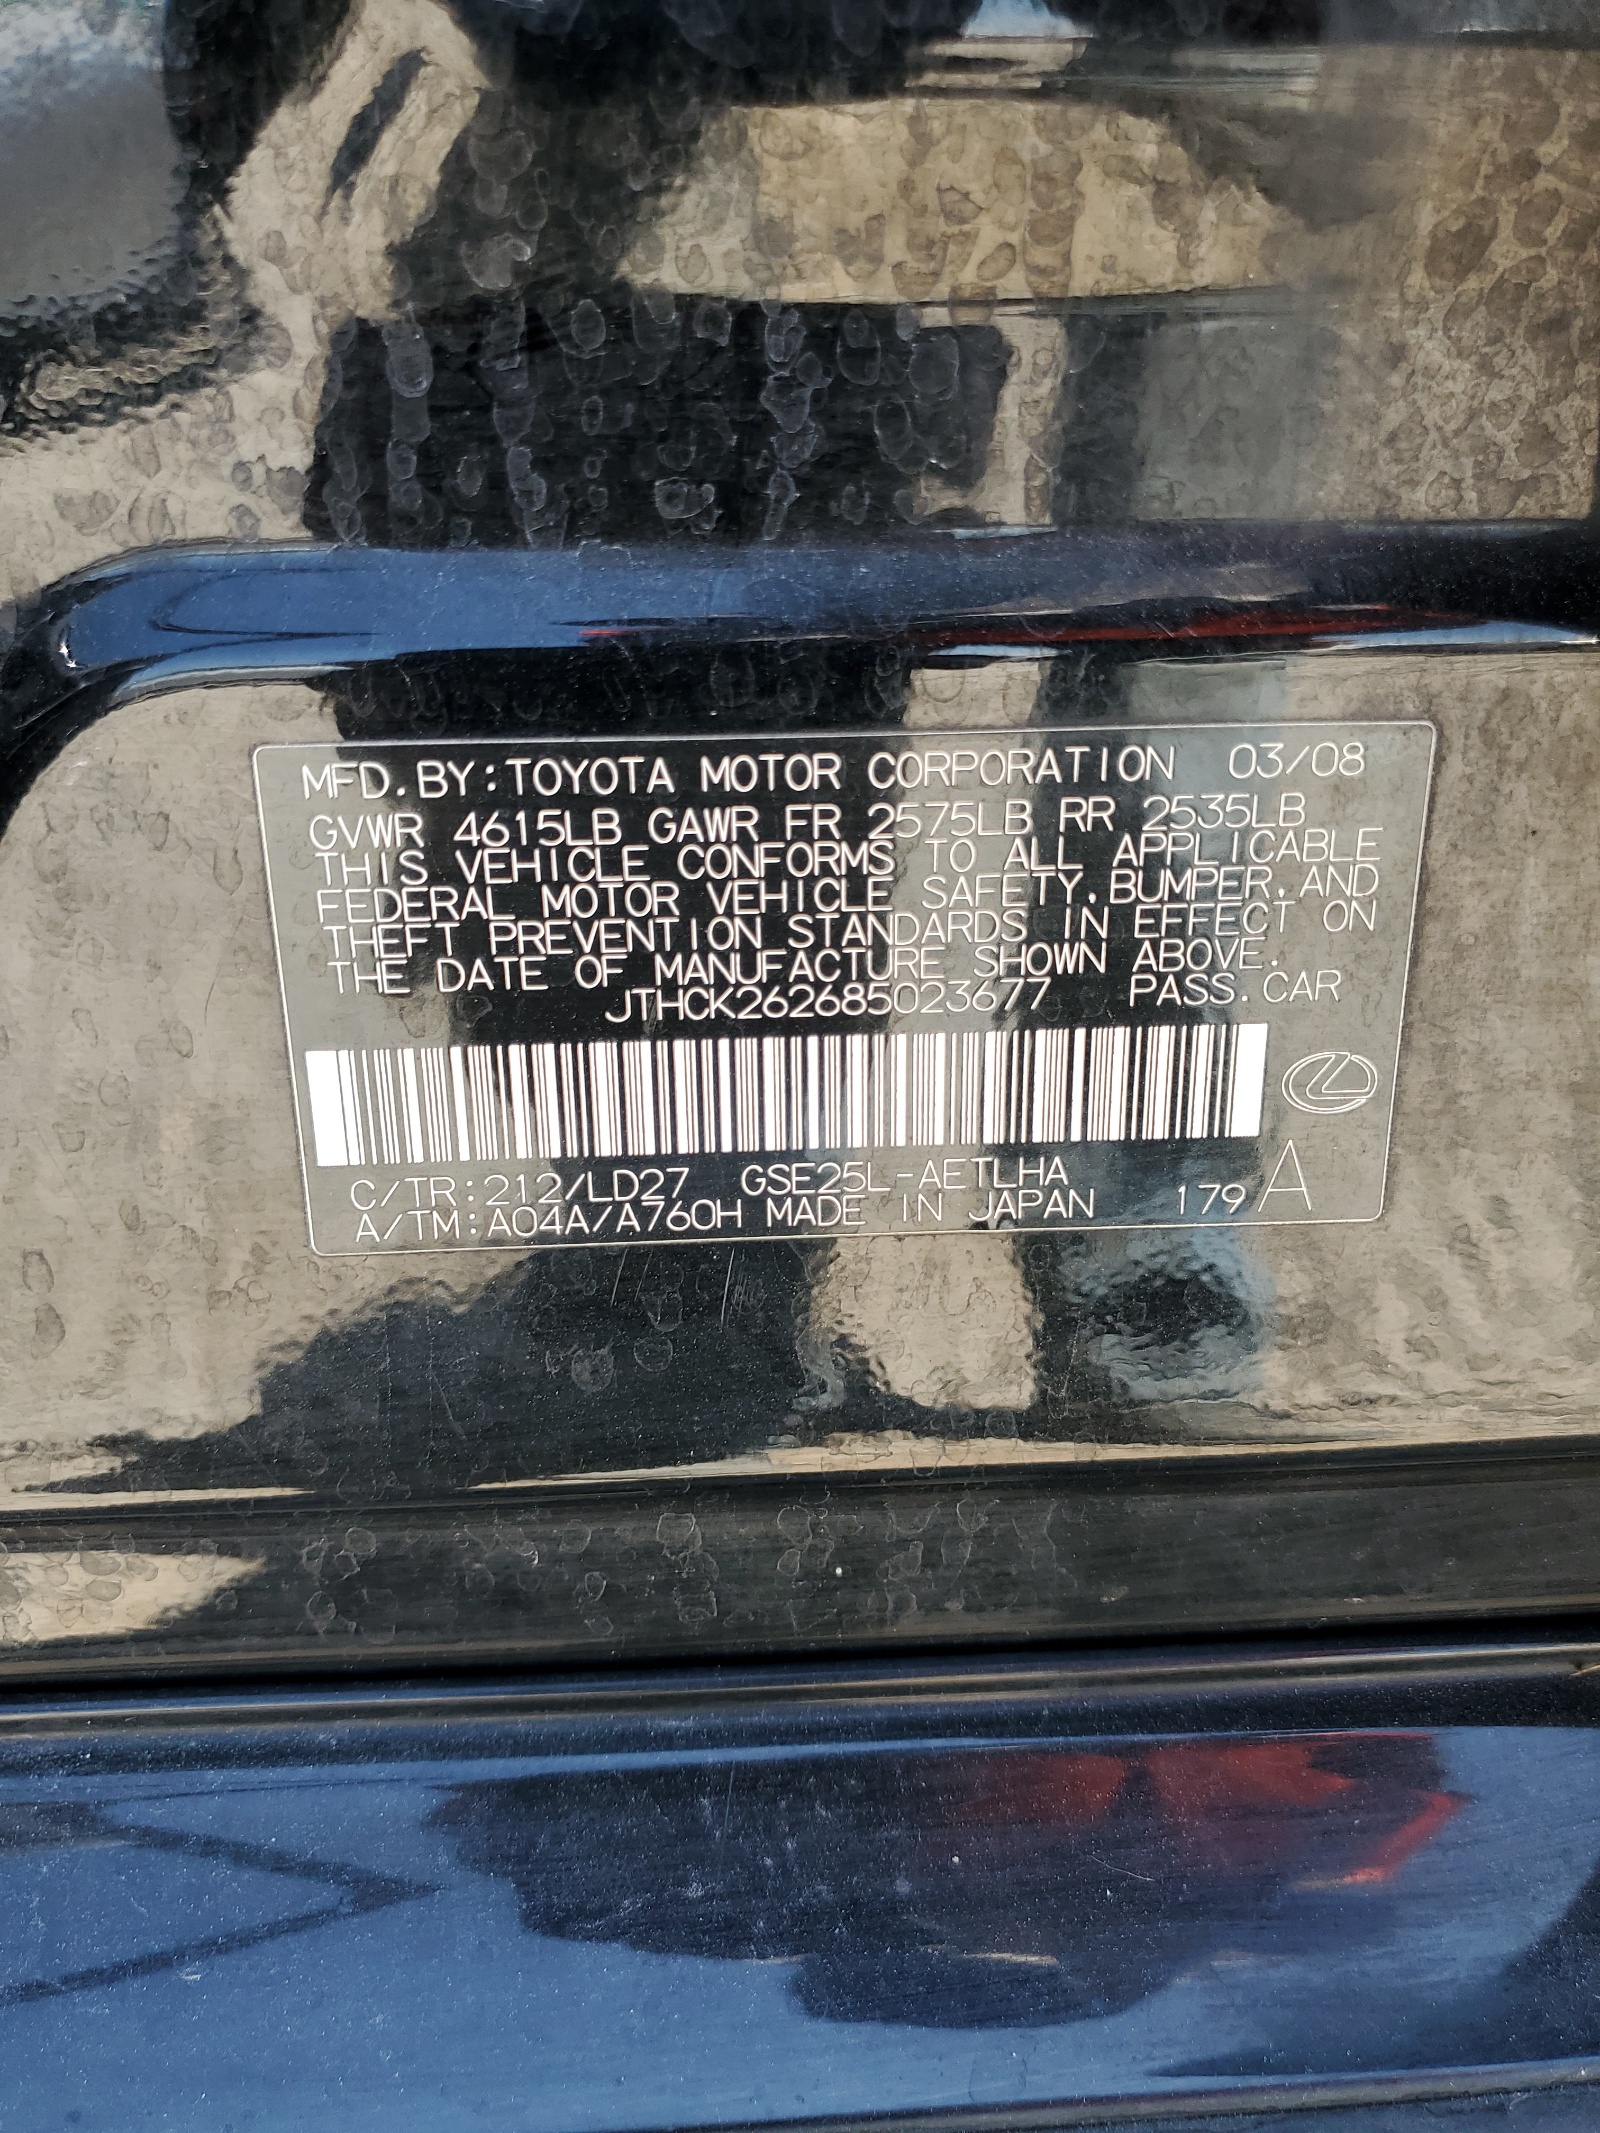 MFD.BY:TOYOTA MOTOR CORPORATION 03/08
GVWR 4615LB GAWR FR 2575LB RR 2535LB
THIS VEHICLE CONFORMS TO ALL APPLICABLE
FEDERAL MOTOR VEHICLE SAFETY,BUMPER,AND
THEFT PREVENTION STANDARDS IN EFFECT ON
THE DATE OF MANUFACTURE SHOWN ABOVE.
JTHCK262685023677 PASS.CAR
C/TR:212/LD27 GSE25L-AETLHA
A/TM:A04A/A760H MADE IN JAPAN 179 A